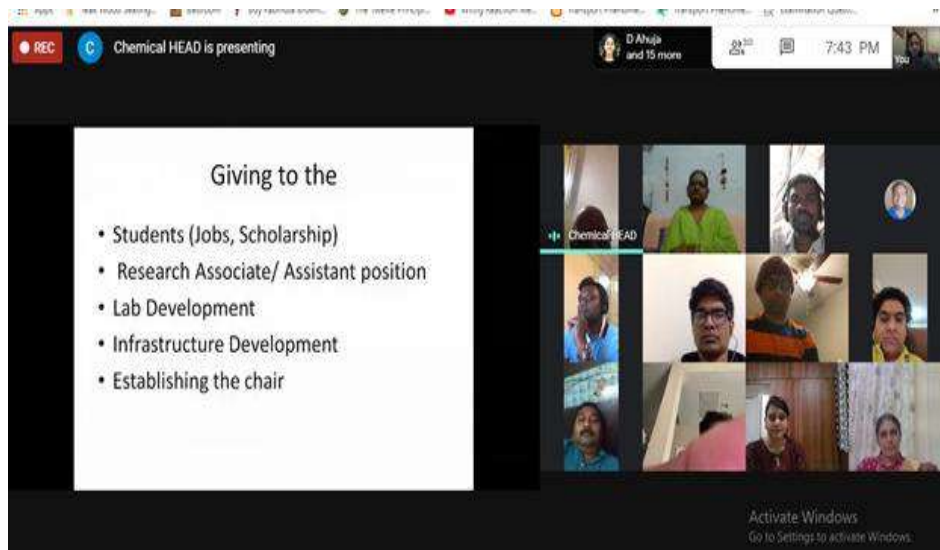 REC
C
Chemical HEAD is presenting
D Ahuja
and 15 more
7:43 PM
You
Giving to the
• Students (Jobs, Scholarship)
• Research Associate/ Assistant position
• Lab Development
• Infrastructure Development
• Establishing the chair
Chemical HEAD
Activate Windows
Go to Settings to activate Windows.